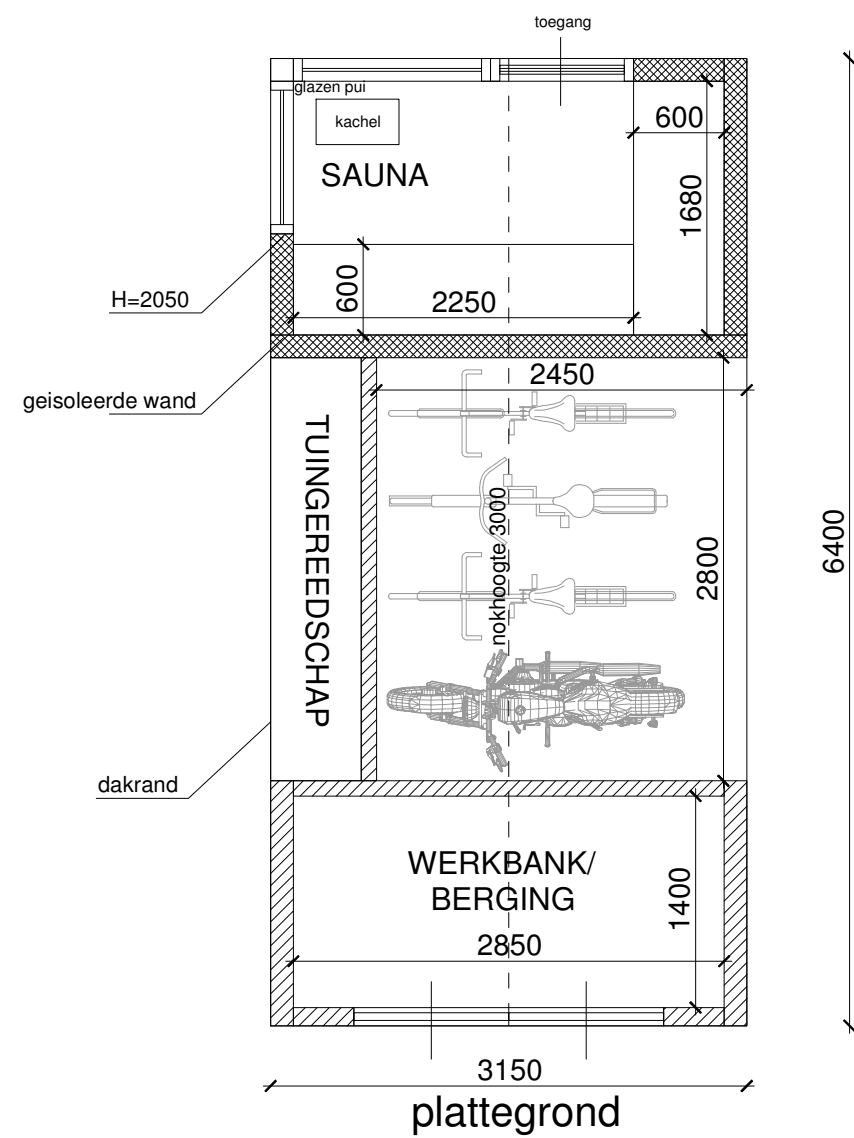 toegang
glazen pui
kachel
600
SAUNA
1680
600
2250
H=2050
2450
geisoleerde wand
TUINGEREEDSCHAP
nokhoogte 3000
2800
6400
dakrand
WERKBANK/
BERGING
1400
2850
3150
plattegrond